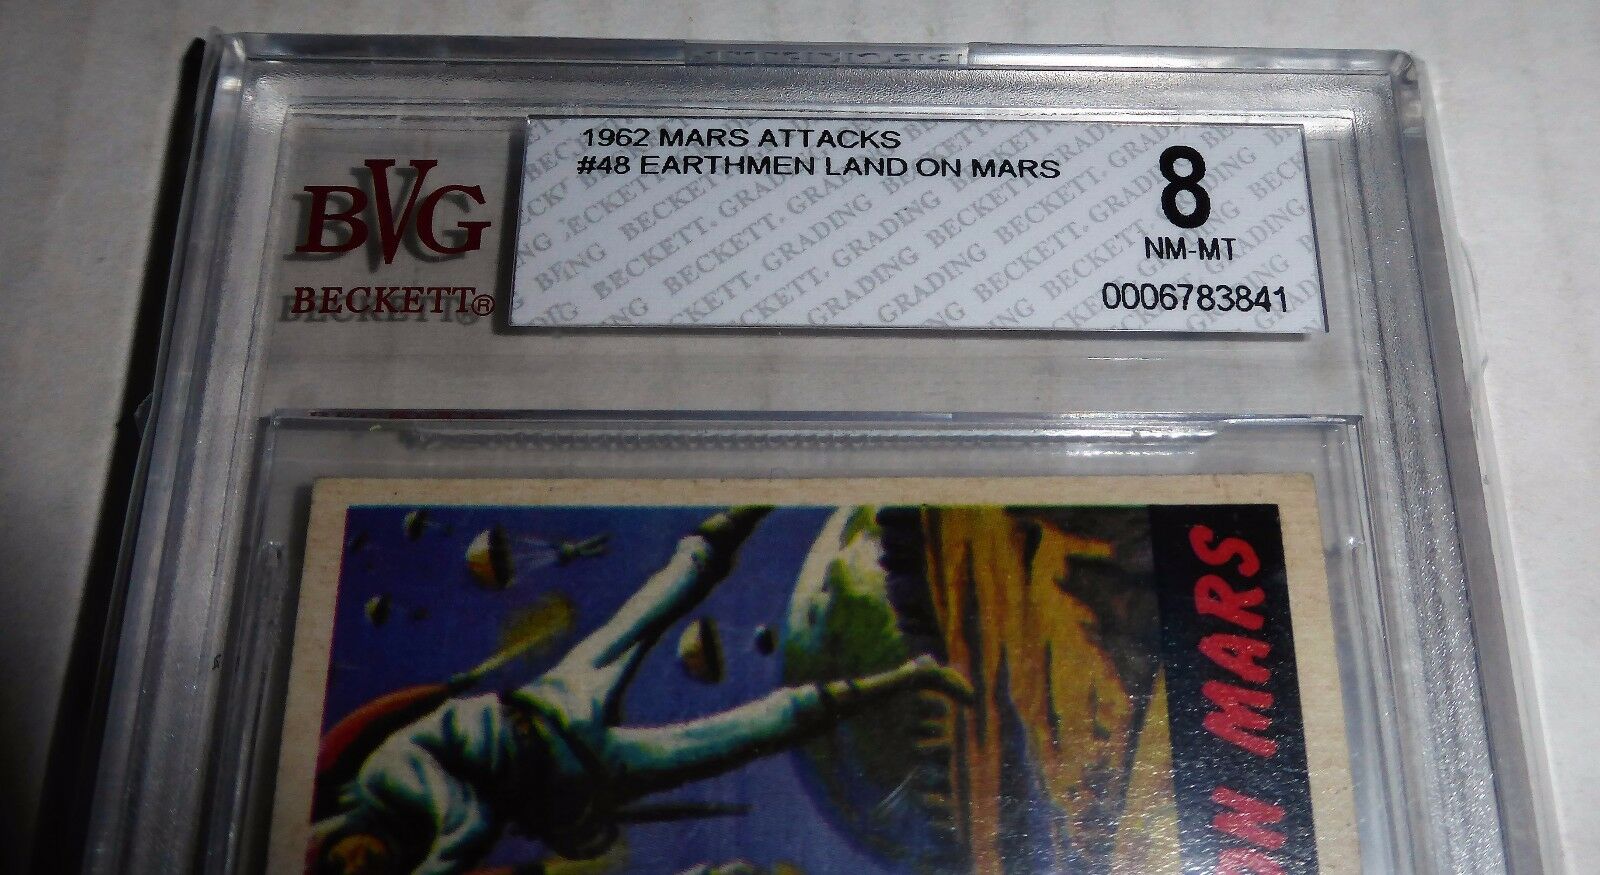 BVG
BECKETT®
1962 MARS ATTACKS
#48 EARTHMEN LAND ON MARS
8
NM-MT
0006783841
N MARS